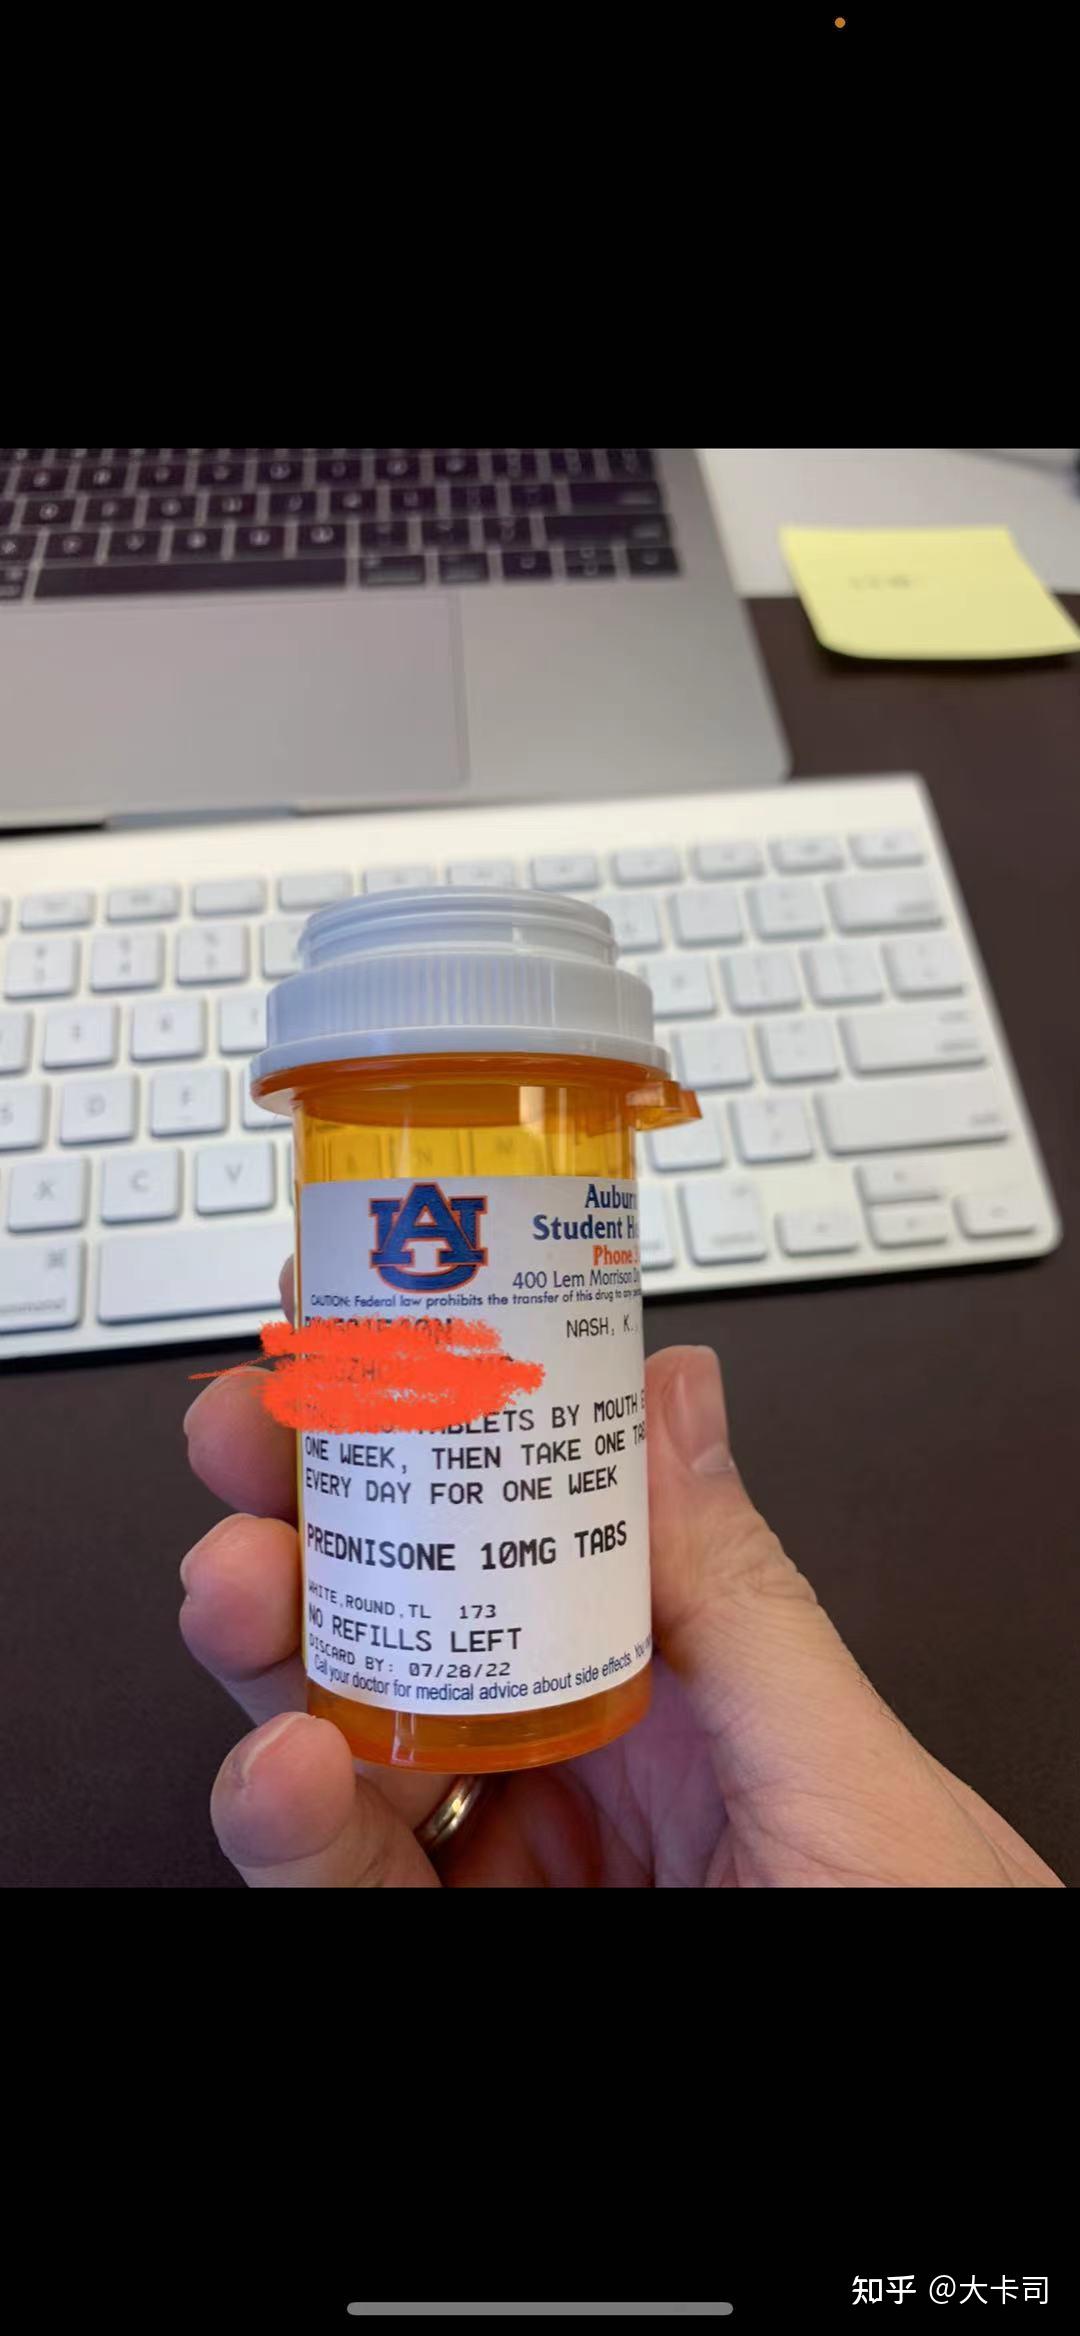 Auburn
Student H
Phone
400 Lem Morrison D
CAUTION: Federal law prohibits the transfer of this drug to any
NASH, K.
TABLETS BY MOUTH
ONE WEEK, THEN TAKE ONE TA
EVERY DAY FOR ONE WEEK
PREDNISONE 10MG TABS
WHITE,ROUND,TL 173
NO REFILLS LEFT
DISCARD BY: 07/28/22
Call your doctor for medical advice about side effects. You
知乎 @大卡司